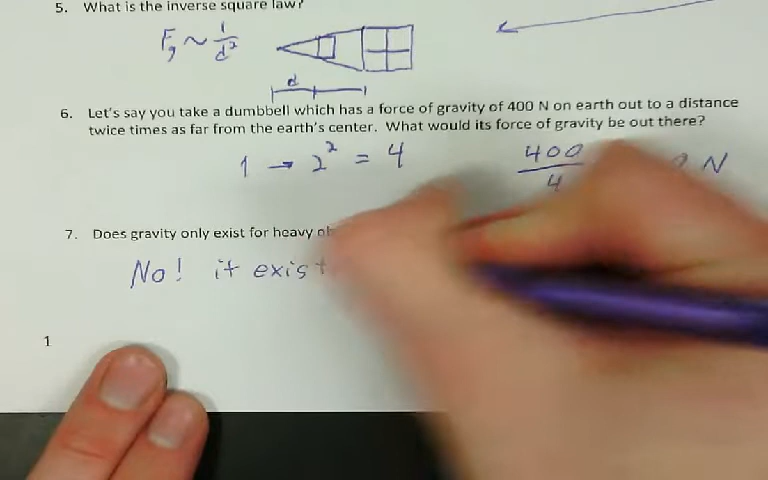 5. What is the inverse square law?
Fg ~ 1/d²
d
6. Let's say you take a dumbbell which has a force of gravity of 400 N on earth out to a distance
twice times as far from the earth's center. What would its force of gravity be out there?
1 → 2² = 4 400/4 N
7. Does gravity only exist for heavy
No! it exist
1